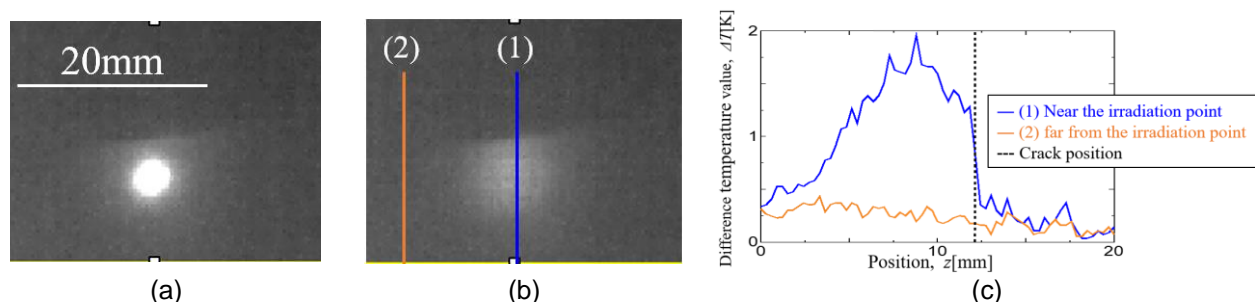 20mm
(a)
(2)
(1)
(b)
Difference temperature value, ΔT[K]
2
1
0
0
10
20
Position, z[mm]
(1) Near the irradiation point
(2) far from the irradiation point
Crack position
(c)